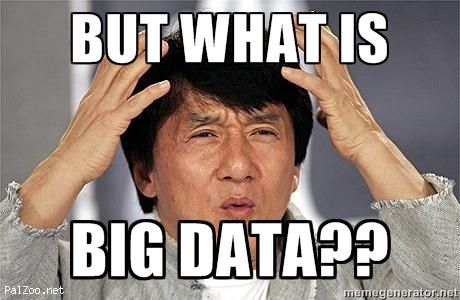 BUT WHAT IS
BIG DATA??
PalZoo.net
memegenerator.net